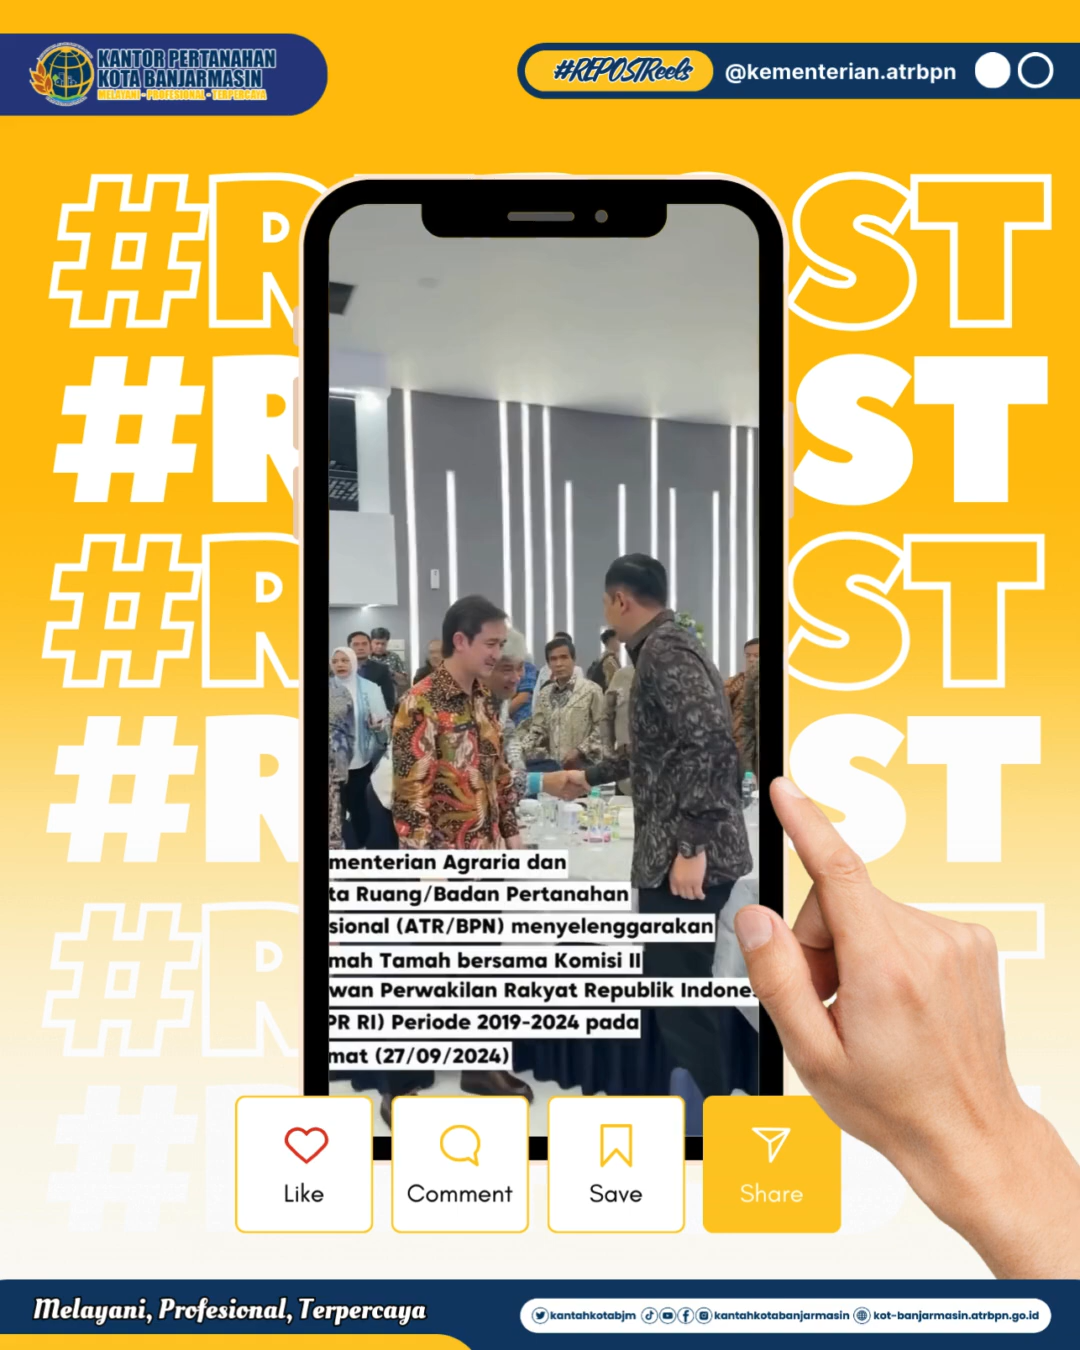 KANTOR PERTANAHAN
KOTA BANJARMASIN
MELAYANI • PROFESIONAL • TERPERCAYA
#REPOSTReels @kementerian.atrbpn
#R ST
#R ST
#R ST
#R ST
#R T
#R
menterian Agraria dan
ta Ruang/Badan Pertanahan
sional (ATR/BPN) menyelenggarakan
mah Tamah bersama Komisi II
wan Perwakilan Rakyat Republik Indones
PR RI) Periode 2019-2024 pada
mat (27/09/2024)
Like Comment Save Share
Melayani, Profesional, Terpercaya
kantahkotabjm kantahkotabanjarmasin kot-banjarmasin.atrbpn.go.id